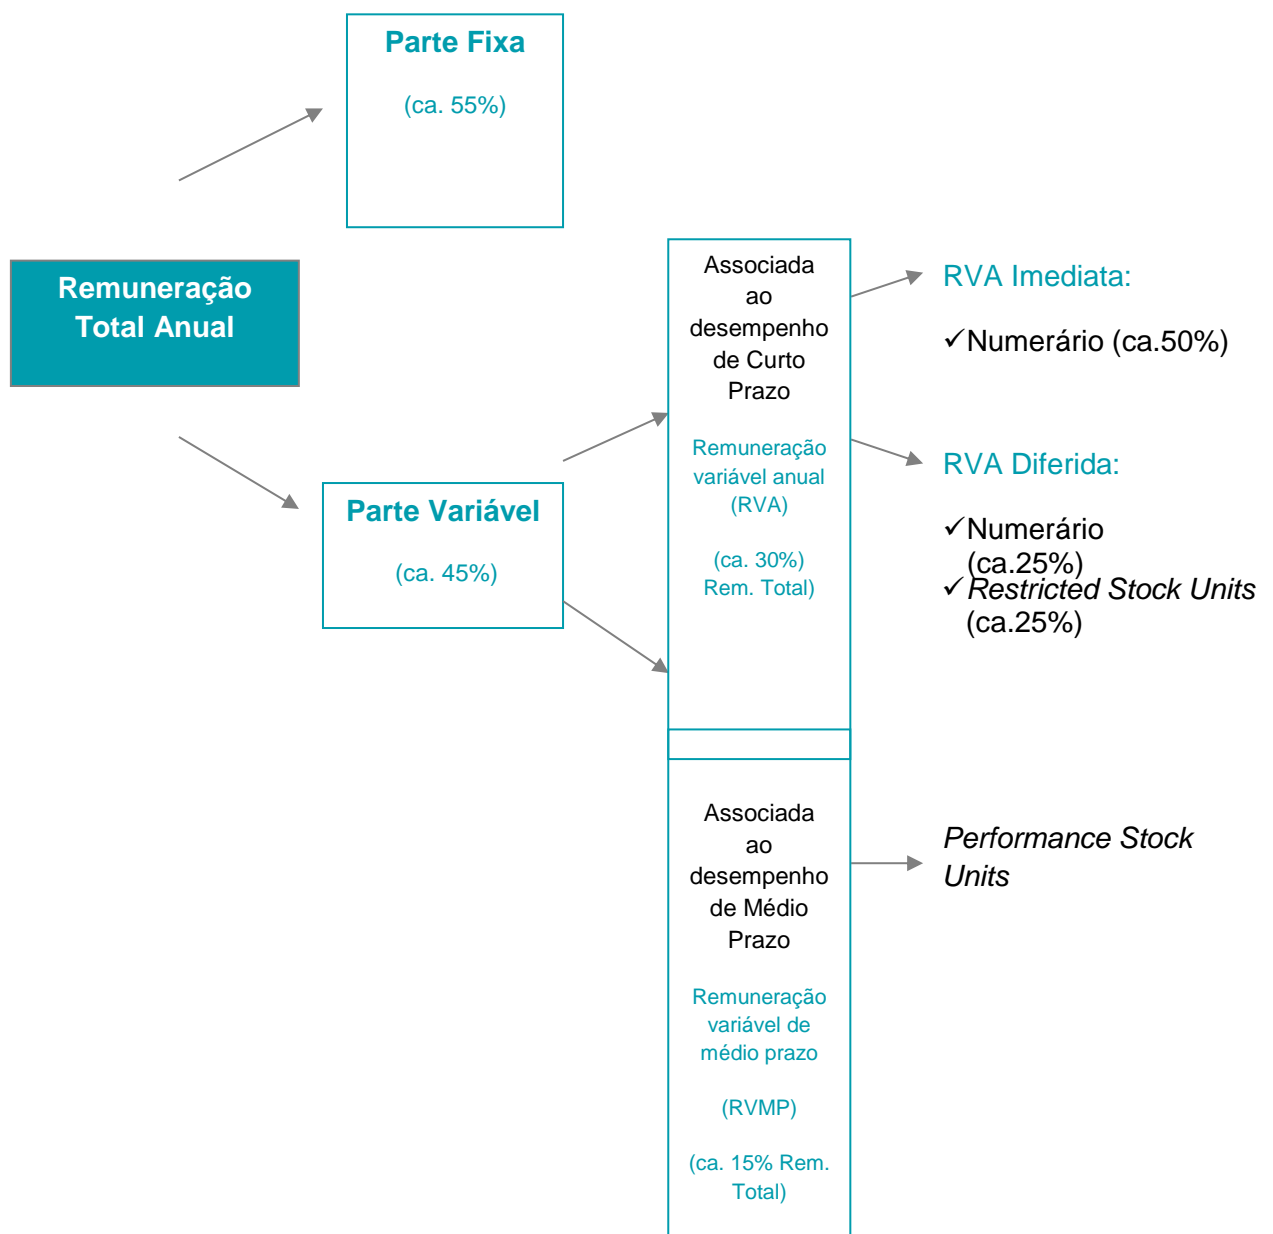 Parte Fixa
(ca. 55%)
Remuneração
Total Anual
Parte Variável
(ca. 45%)
Associada
ao
desempenho
de Curto
Prazo
Remuneração
variável anual
(RVA)
(ca. 30%)
Rem. Total)
RVA Imediata:
✓Numerário (ca.50%)
RVA Diferida:
✓Numerário
(ca.25%)
✓Restricted Stock Units
(ca.25%)
Associada
ao
desempenho
de Médio
Prazo
Remuneração
variável de
médio prazo
(RVMP)
(ca. 15% Rem.
Total)
Performance Stock
Units